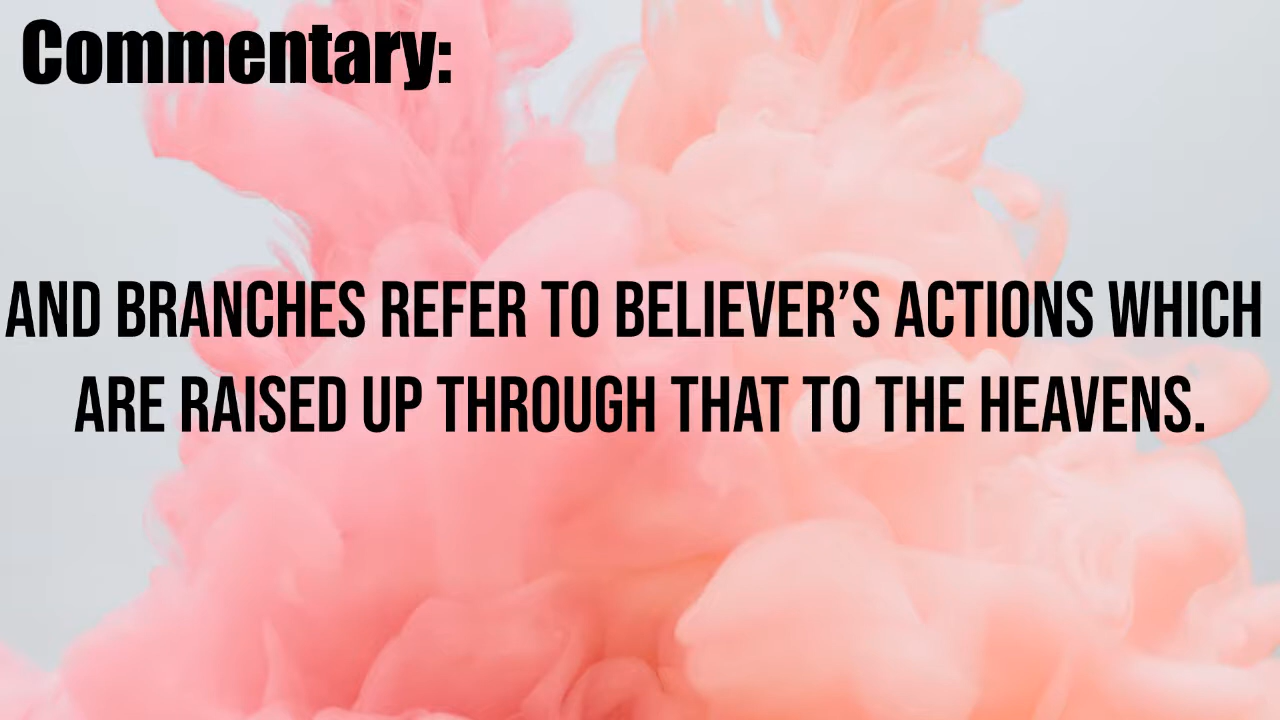 Commentary:
AND BRANCHES REFER TO BELIEVER’S ACTIONS WHICH
ARE RAISED UP THROUGH THAT TO THE HEAVENS.